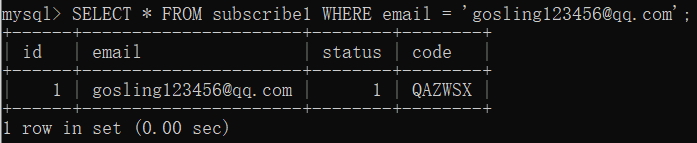 mysql> SELECT * FROM subscribe1 WHERE email = 'gosling123456@qq.com';
+------+----------------------+--------+--------+
| id   | email                | status | code   |
+------+----------------------+--------+--------+
|    1 | gosling123456@qq.com |      1 | QAZWSX |
+------+----------------------+--------+--------+
1 row in set (0.00 sec)